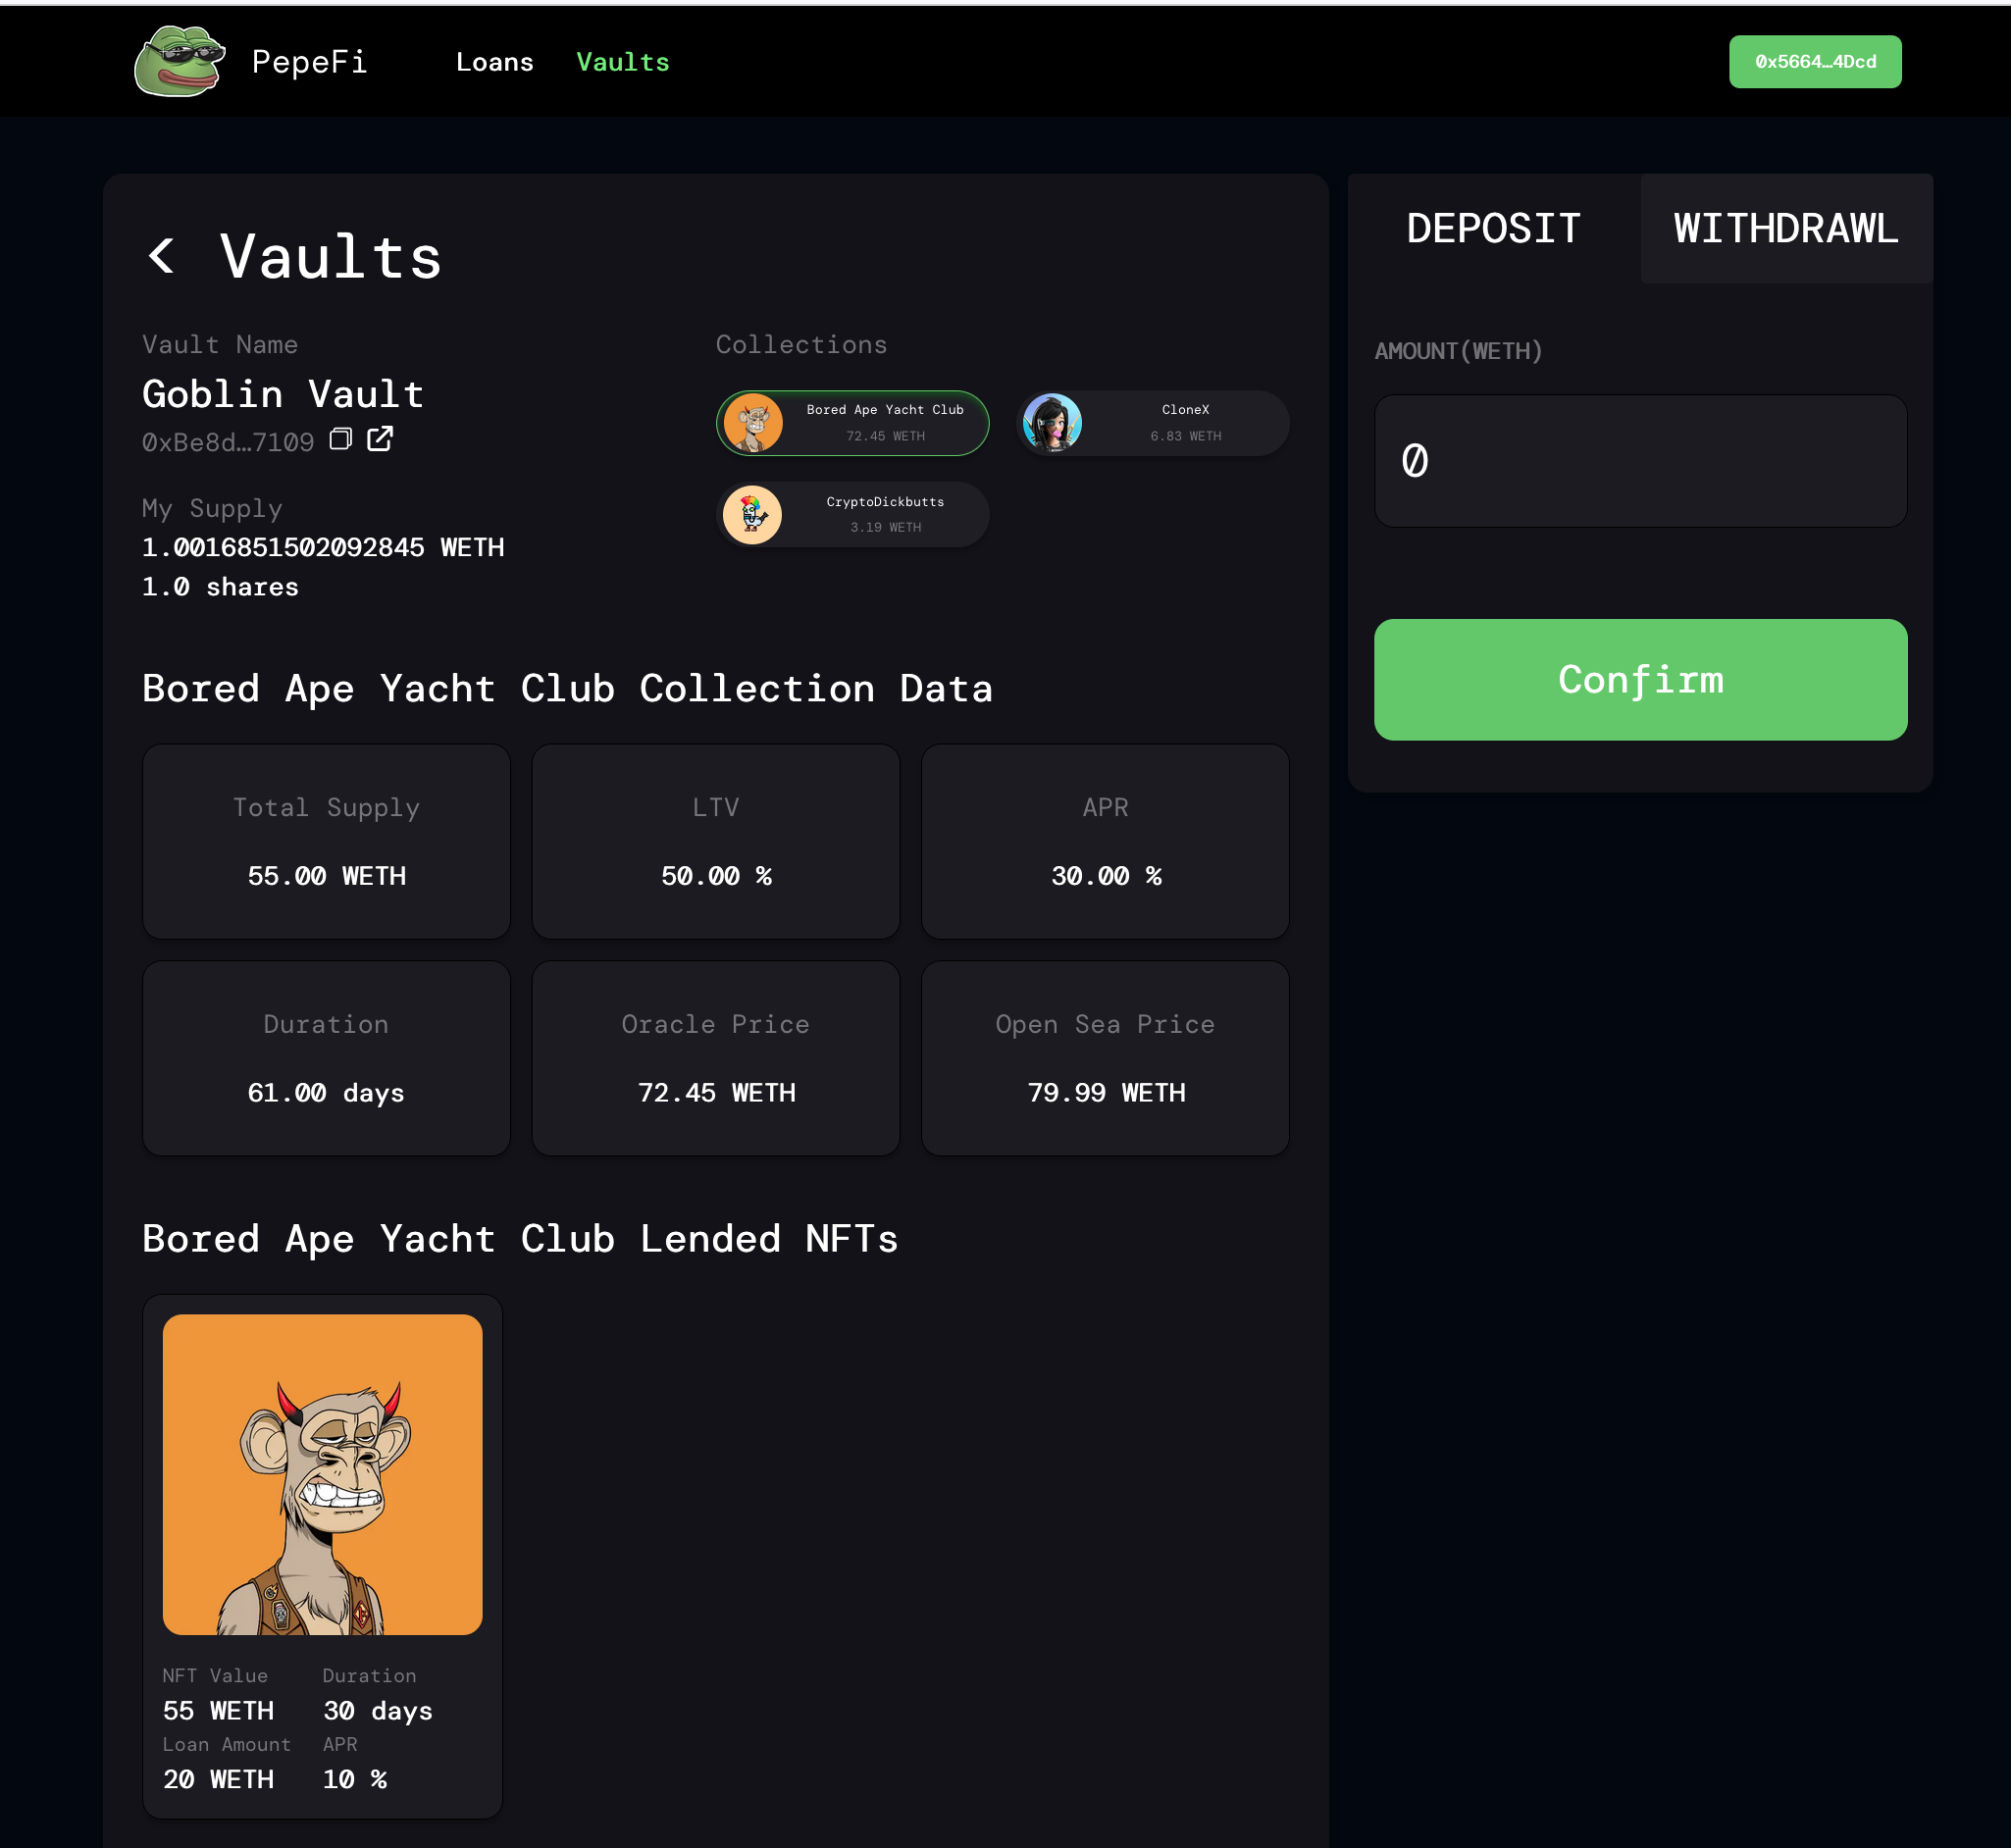 PepeFi
Loans
Vaults
0x5664…4Dcd
< Vaults
Vault Name
Goblin Vault
0xBe8d…7109
My Supply
1.0016851502092845 WETH
1.0 shares
Collections
Bored Ape Yacht Club
72.45 WETH
CloneX
6.83 WETH
CryptoDickbutts
3.19 WETH
DEPOSIT
WITHDRAWL
AMOUNT(WETH)
0
Confirm
Bored Ape Yacht Club Collection Data
Total Supply
55.00 WETH
LTV
50.00 %
APR
30.00 %
Duration
61.00 days
Oracle Price
72.45 WETH
Open Sea Price
79.99 WETH
Bored Ape Yacht Club Lended NFTs
NFT Value
55 WETH
Duration
30 days
Loan Amount
20 WETH
APR
10 %